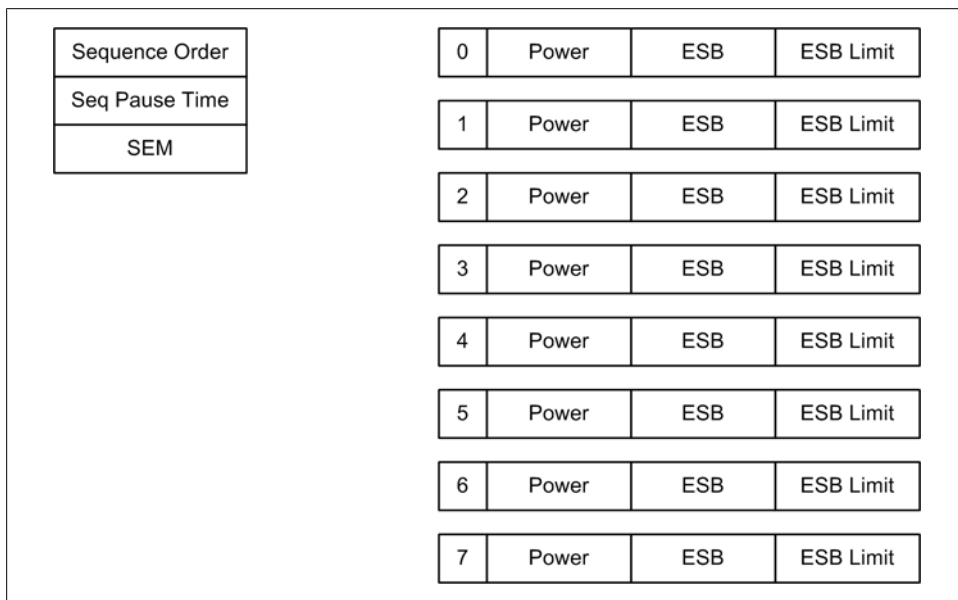 Sequence Order
Seq Pause Time
SEM
0 Power ESB ESB Limit
1 Power ESB ESB Limit
2 Power ESB ESB Limit
3 Power ESB ESB Limit
4 Power ESB ESB Limit
5 Power ESB ESB Limit
6 Power ESB ESB Limit
7 Power ESB ESB Limit